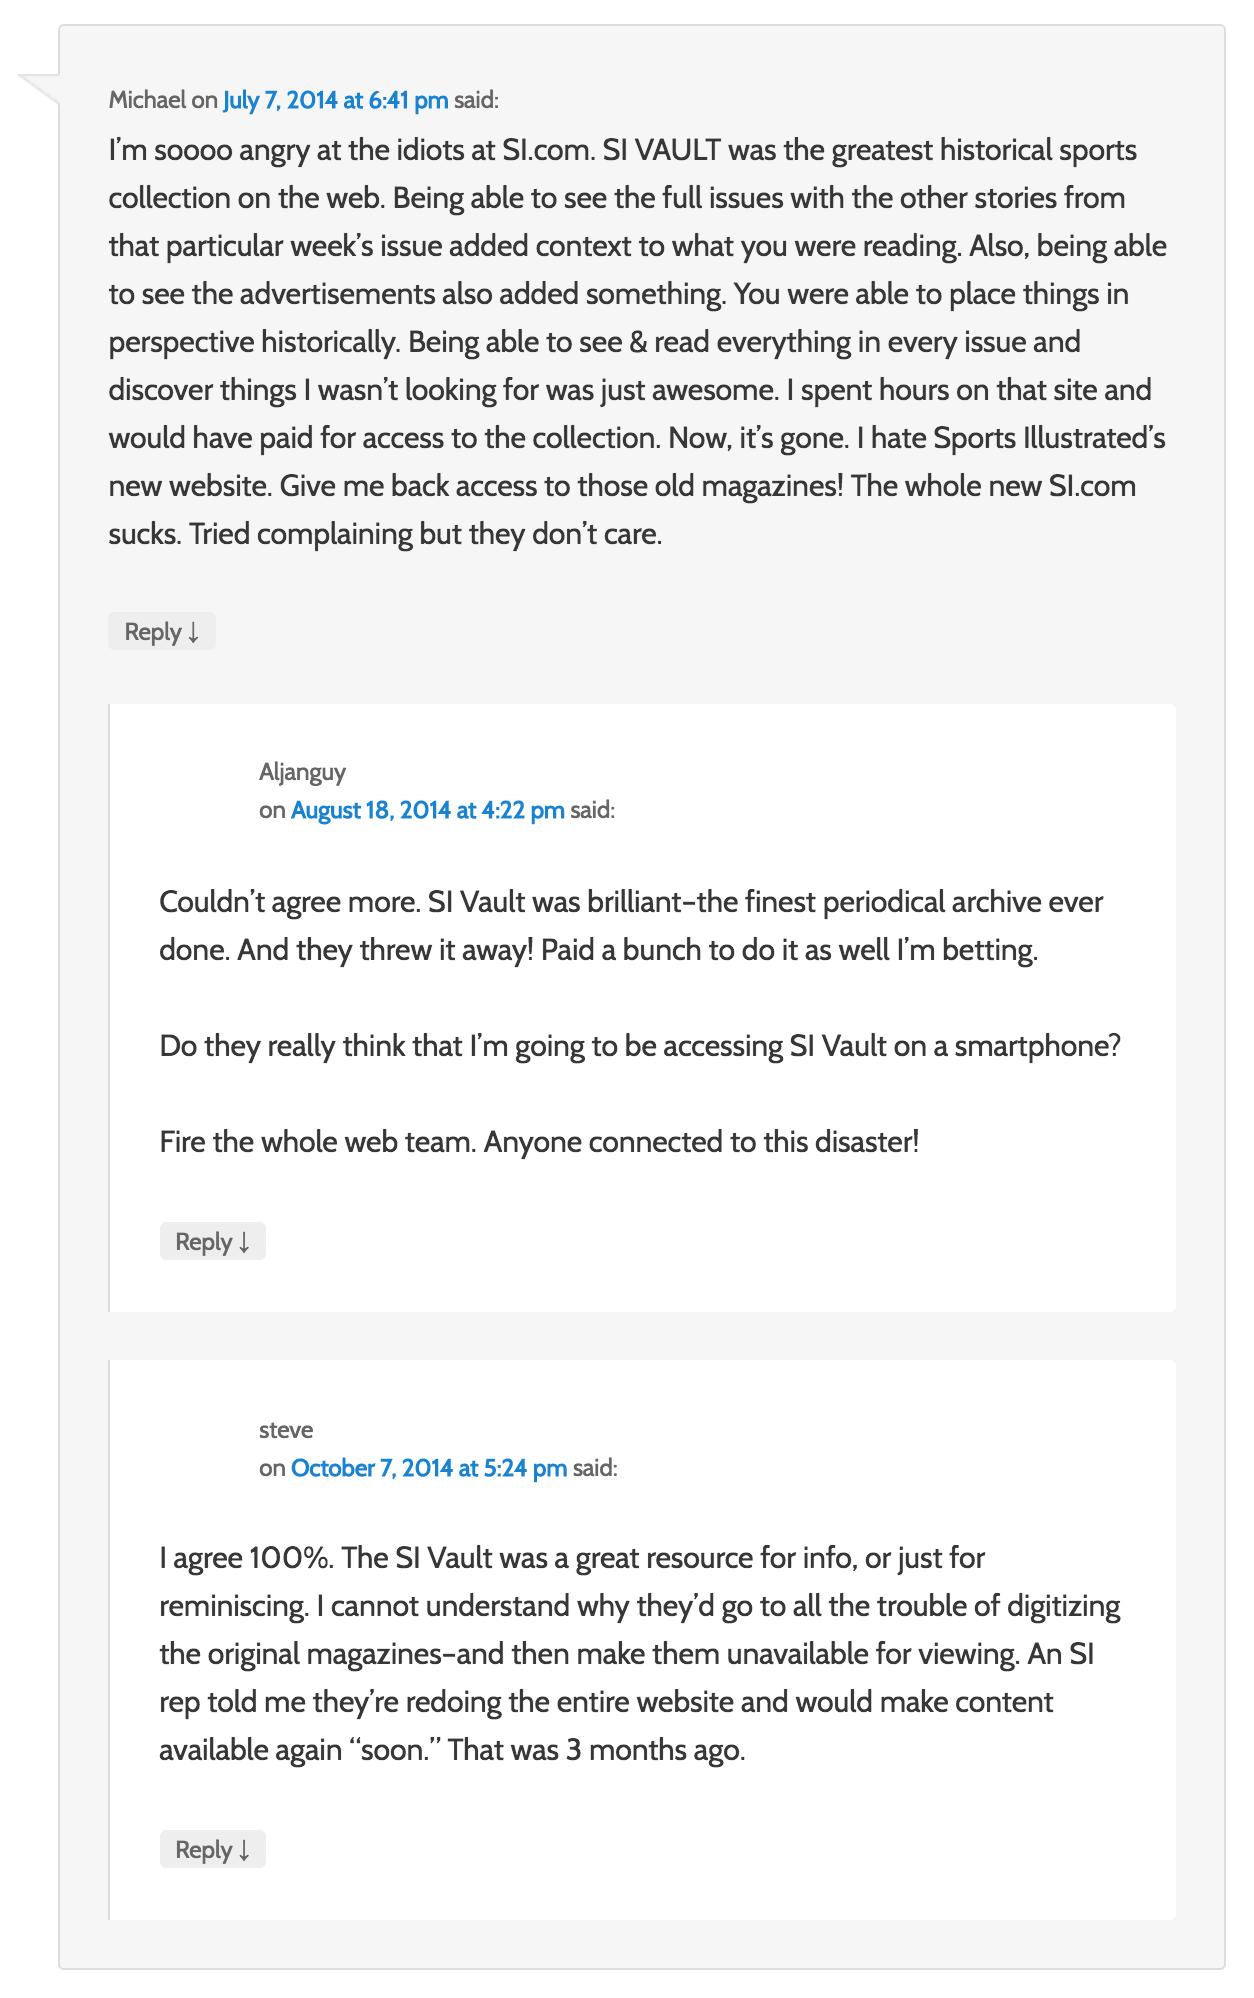 Michael on July 7, 2014 at 6:41 pm said:
I’m soooo angry at the idiots at SI.com. SI VAULT was the greatest historical sports
collection on the web. Being able to see the full issues with the other stories from
that particular week’s issue added context to what you were reading. Also, being able
to see the advertisements also added something. You were able to place things in
perspective historically. Being able to see & read everything in every issue and
discover things I wasn’t looking for was just awesome. I spent hours on that site and
would have paid for access to the collection. Now, it’s gone. I hate Sports Illustrated’s
new website. Give me back access to those old magazines! The whole new SI.com
sucks. Tried complaining but they don’t care.
Reply ↓
Aljanguy
on August 18, 2014 at 4:22 pm said:
Couldn’t agree more. SI Vault was brilliant–the finest periodical archive ever
done. And they threw it away! Paid a bunch to do it as well I’m betting.
Do they really think that I’m going to be accessing SI Vault on a smartphone?
Fire the whole web team. Anyone connected to this disaster!
Reply ↓
steve
on October 7, 2014 at 5:24 pm said:
I agree 100%. The SI Vault was a great resource for info, or just for
reminiscing. I cannot understand why they’d go to all the trouble of digitizing
the original magazines–and then make them unavailable for viewing. An SI
rep told me they’re redoing the entire website and would make content
available again “soon.” That was 3 months ago.
Reply ↓